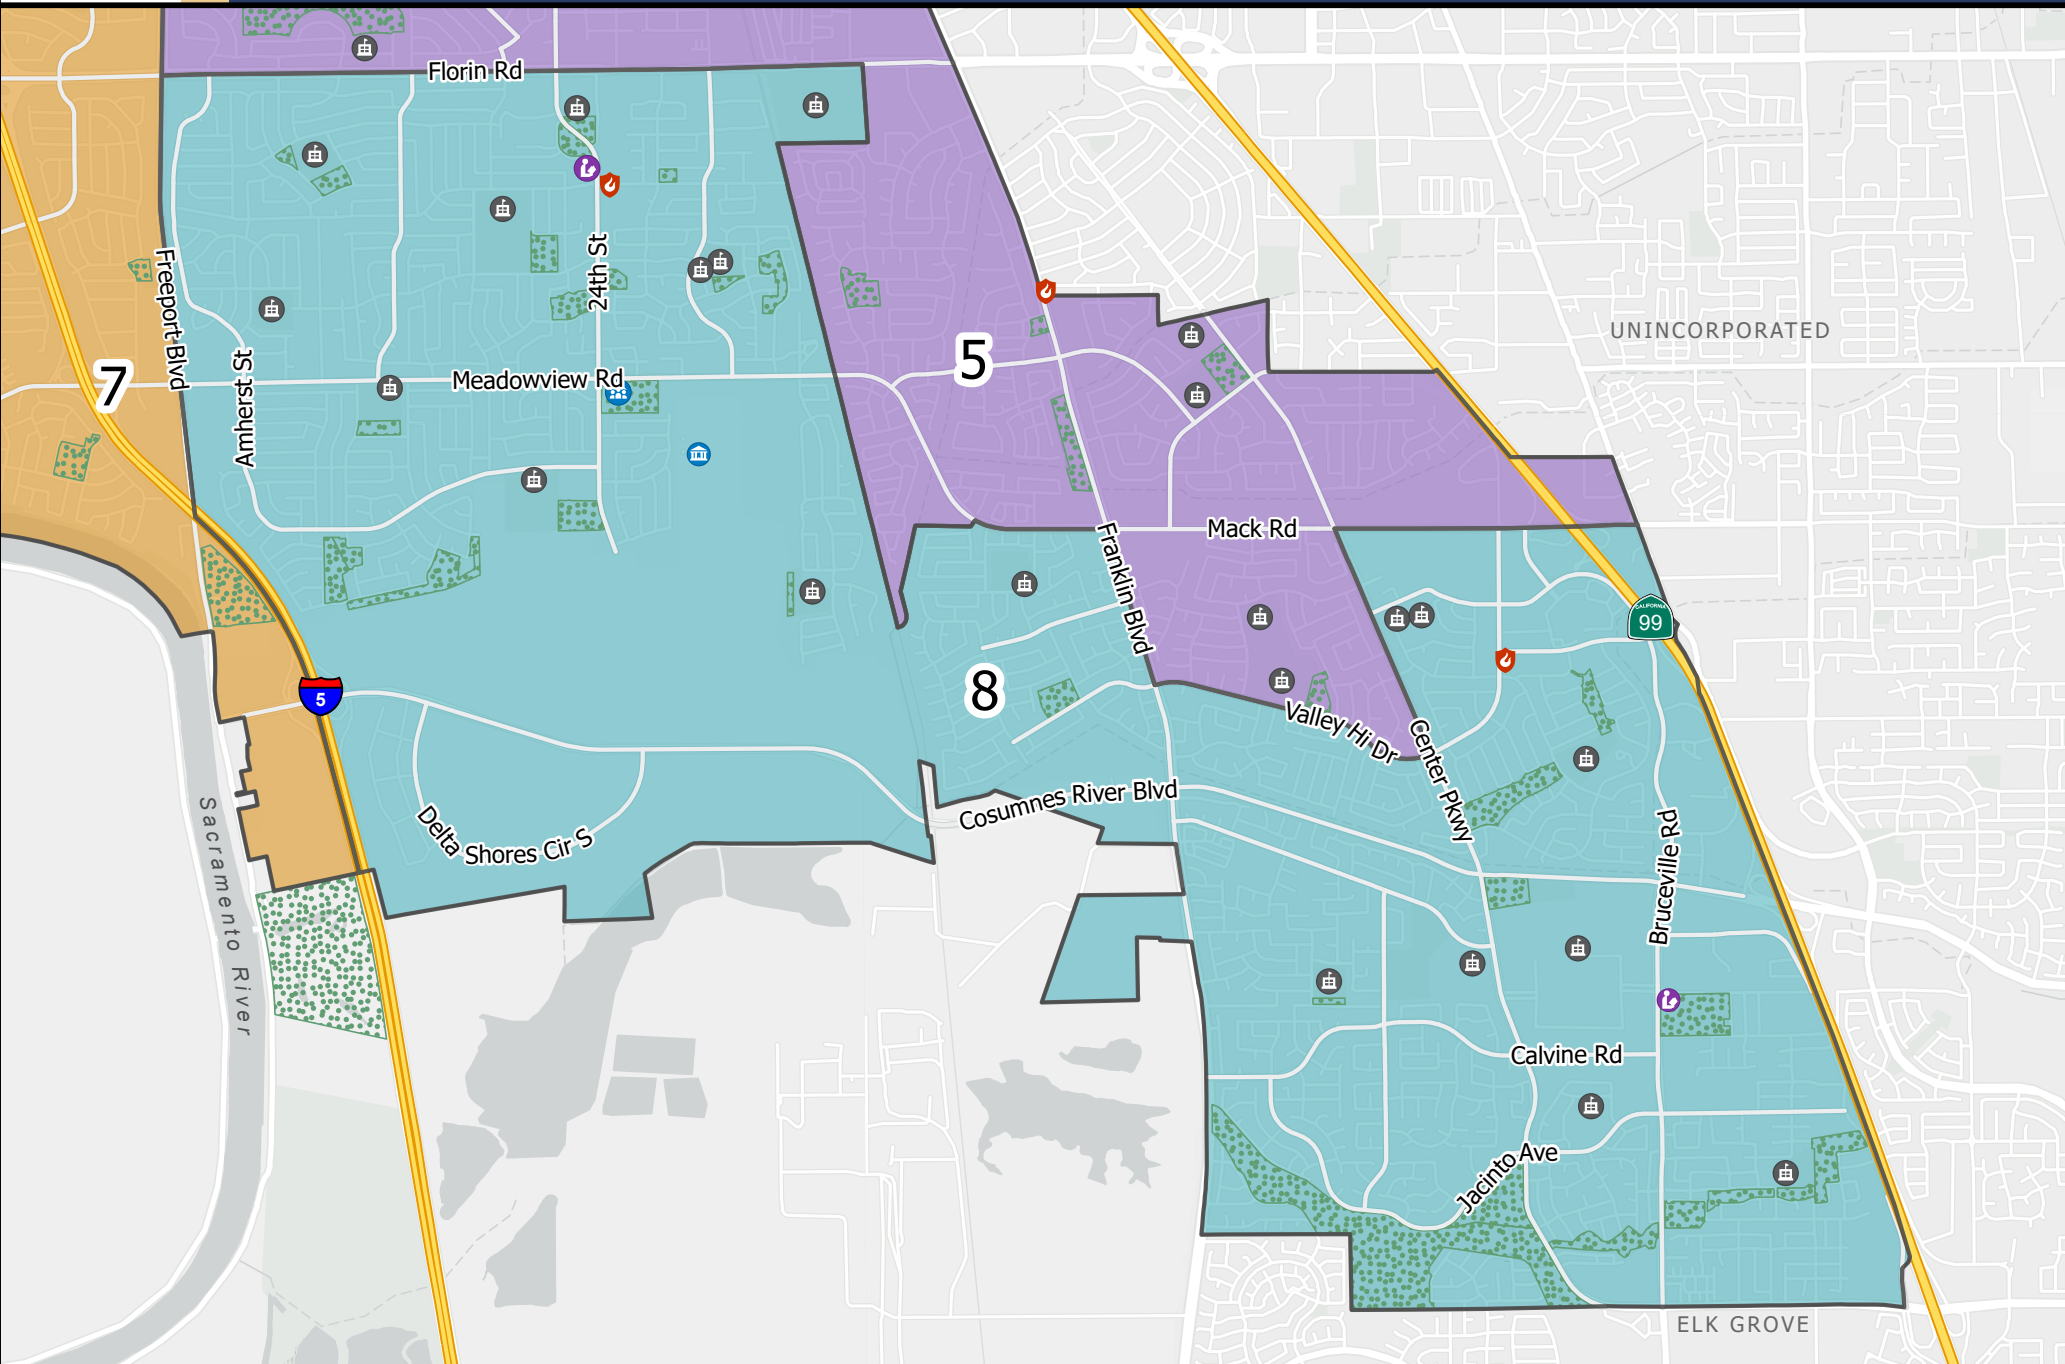 Florin Rd
24th St
Freeport Blvd
UNINCORPORATED
5
7
Meadowview Rd
Amherst St
Mack Rd
Franklin Blvd
CALIFORNIA
99
8
5
Valley Hi Dr
Center Pkwy
Cosumnes River Blvd
Delta Shores Cir S
Sacramento River
Bruceville Rd
Calvine Rd
Jacinto Ave
ELK GROVE